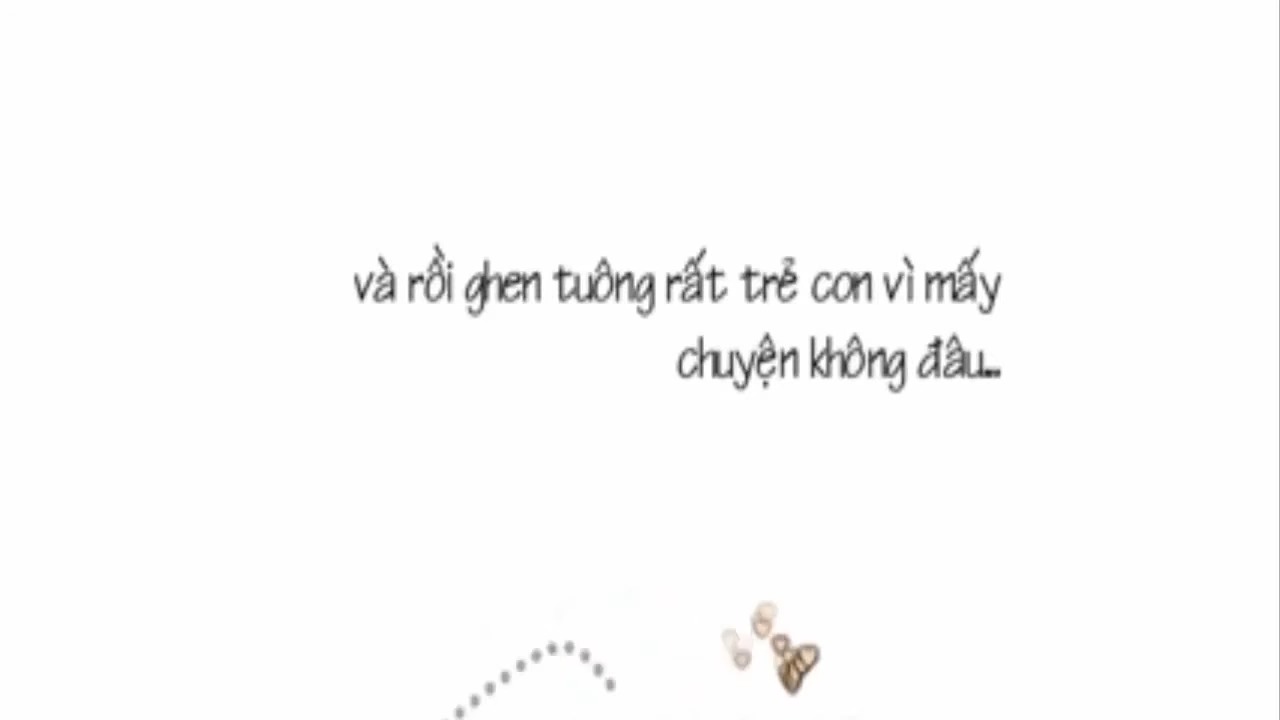 và rồi ghen tuông rất trẻ con vì mấy
chuyện không đâu...